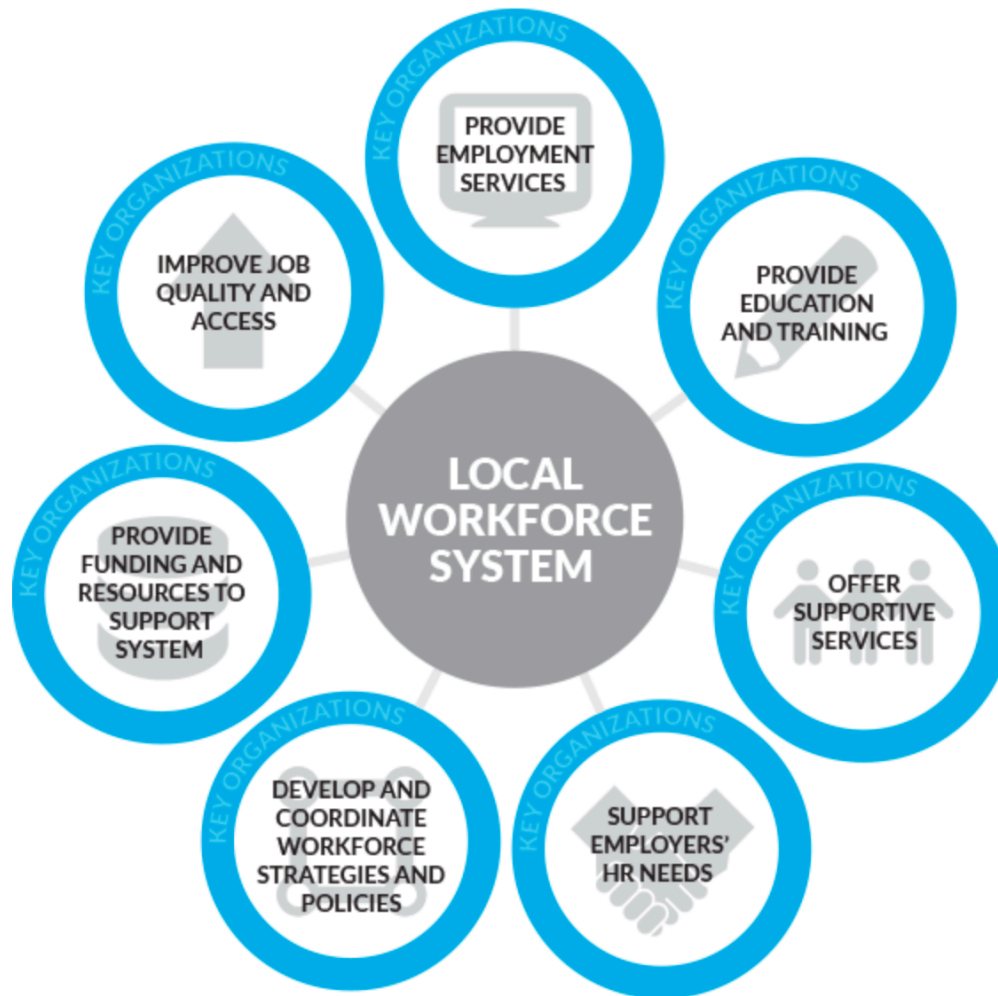 KEY ORGANIZATIONS
PROVIDE
EMPLOYMENT
SERVICES
KEY ORGANIZATIONS
PROVIDE
EDUCATION
AND TRAINING
KEY ORGANIZATIONS
OFFER
SUPPORTIVE
SERVICES
KEY ORGANIZATIONS
SUPPORT
EMPLOYERS’
HR NEEDS
KEY ORGANIZATIONS
DEVELOP AND
COORDINATE
WORKFORCE
STRATEGIES AND
POLICIES
KEY ORGANIZATIONS
PROVIDE
FUNDING AND
RESOURCES TO
SUPPORT
SYSTEM
KEY ORGANIZATIONS
IMPROVE JOB
QUALITY AND
ACCESS
LOCAL
WORKFORCE
SYSTEM